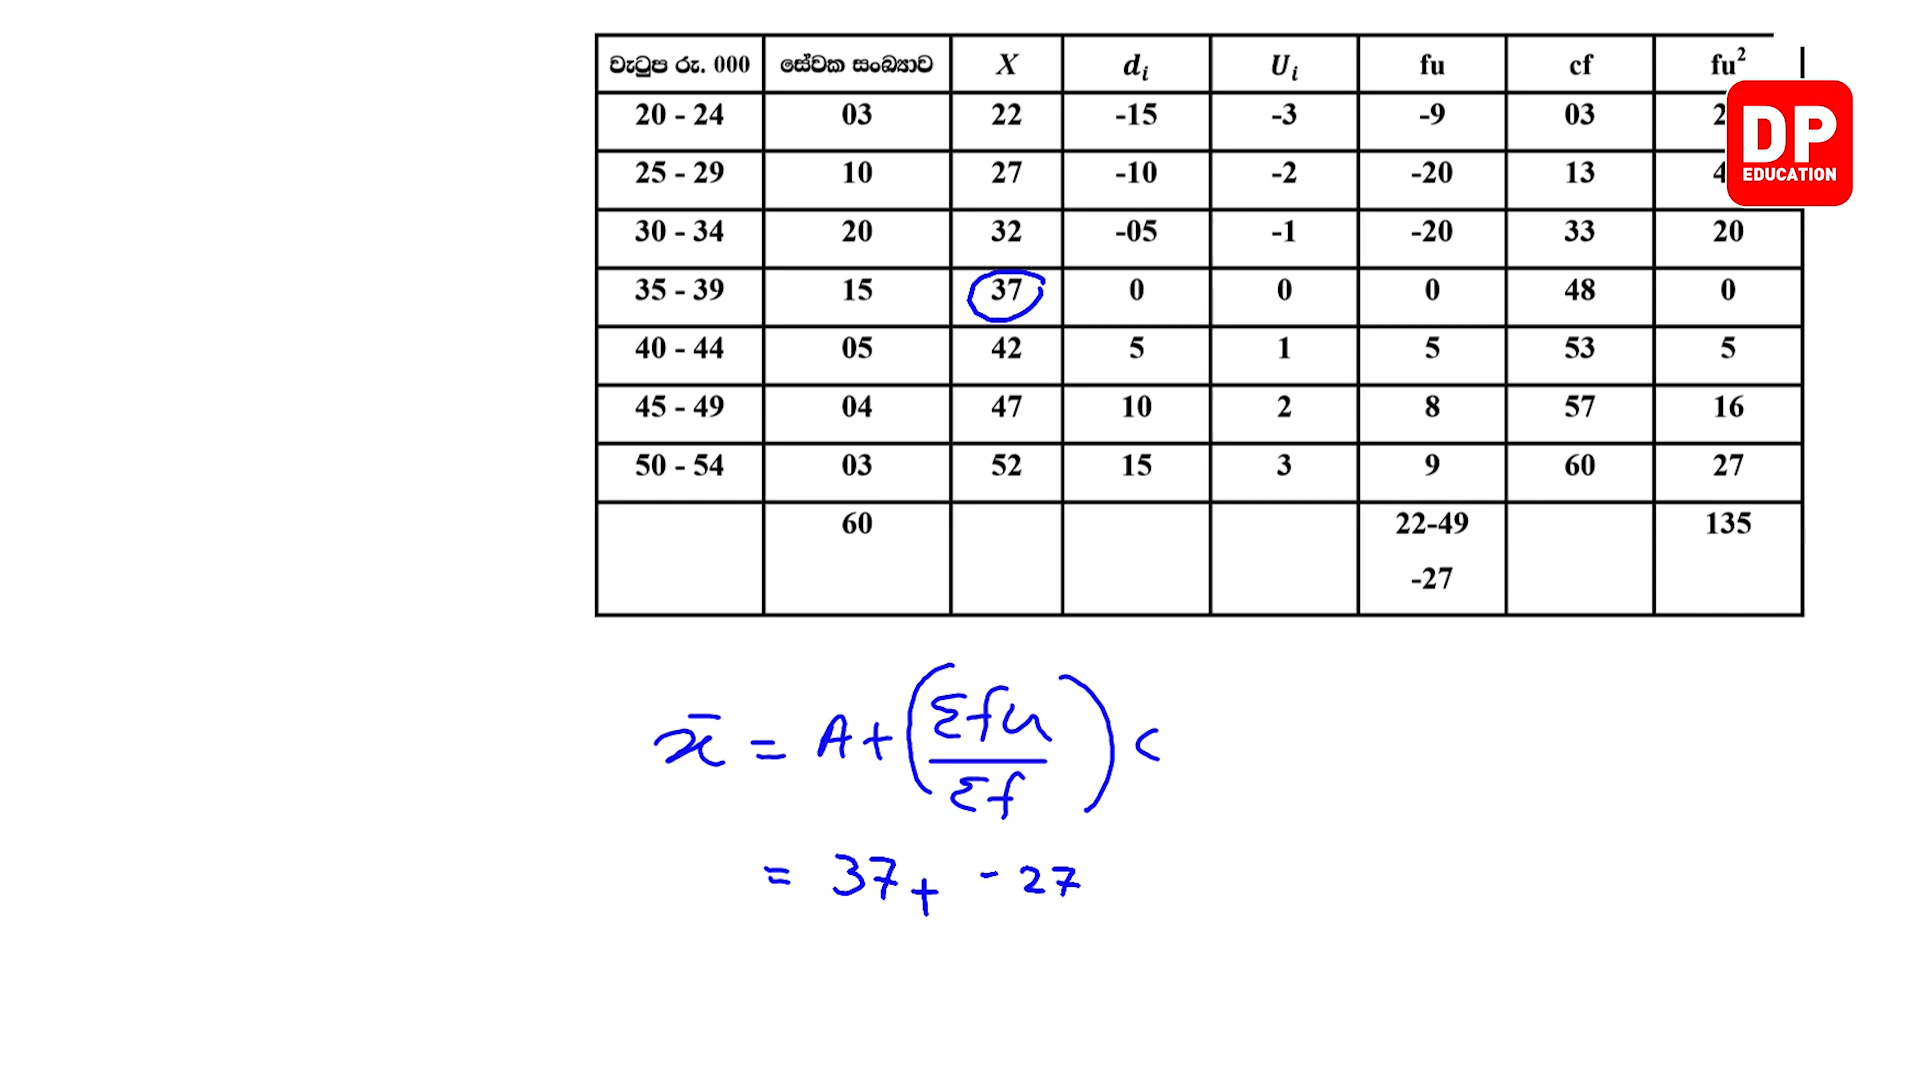 වැටුප රු. 000 සේවක සංඛ්‍යාව X dᵢ Uᵢ fu cf fu²
20 - 24 03 22 -15 -3 -9 03 2
25 - 29 10 27 -10 -2 -20 13 4
30 - 34 20 32 -05 -1 -20 33 20
35 - 39 15 37 0 0 0 48 0
40 - 44 05 42 5 1 5 53 5
45 - 49 04 47 10 2 8 57 16
50 - 54 03 52 15 3 9 60 27
60 22-49 135
-27
DP
EDUCATION
x̄ = A + (Σfu / Σf) c
= 37 + - 27